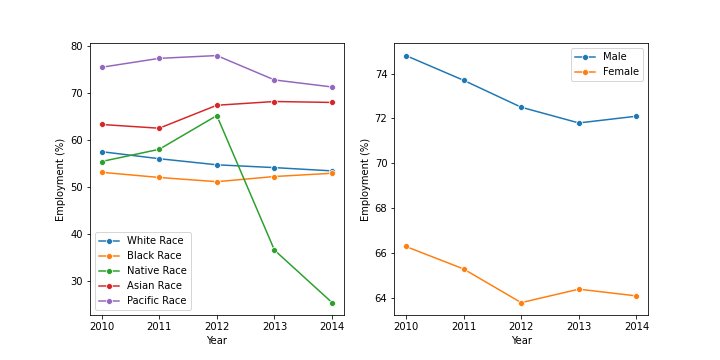 80
70
60
50
40
30
Employment (%)
White Race
Black Race
Native Race
Asian Race
Pacific Race
2010 2011 2012 2013 2014
Year
74
72
70
68
66
64
Employment (%)
Male
Female
2010 2011 2012 2013 2014
Year